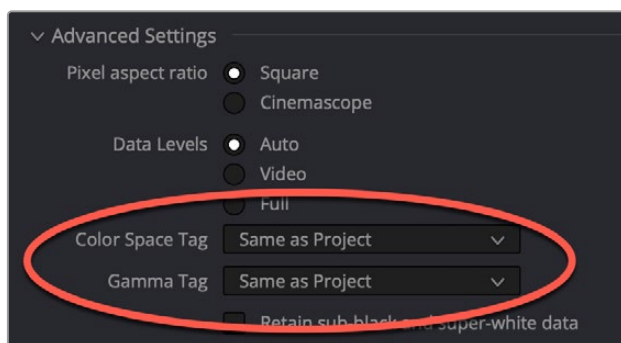 Advanced Settings
Pixel aspect ratio Square
Cinemascope
Data Levels Auto
Video
Full
Color Space Tag Same as Project
Gamma Tag Same as Project
Retain sub-black and super-white data